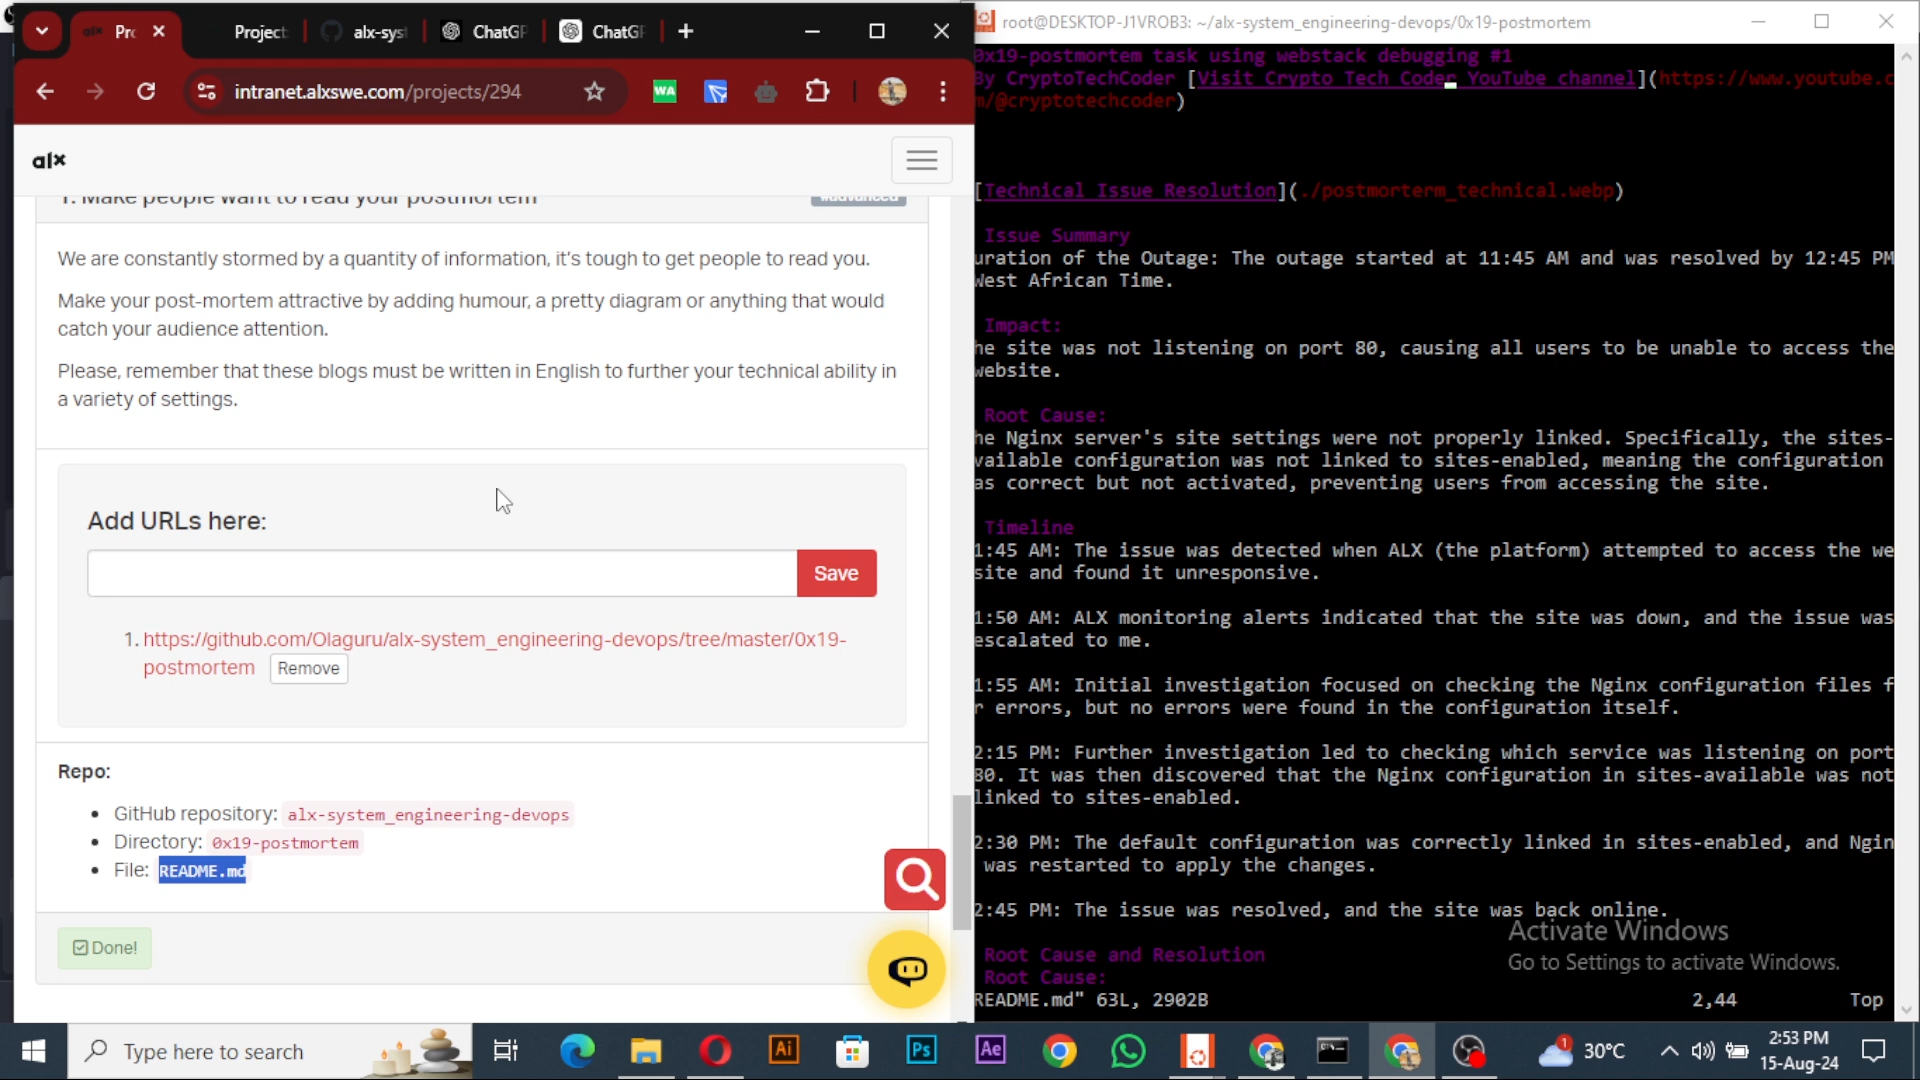 Pro
Project
alx-syst
ChatGP
ChatGP
intranet.alxswe.com/projects/294
WA
alx
1. Make people want to read your postmortem
#advanced
We are constantly stormed by a quantity of information, it's tough to get people to read you.
Make your post-mortem attractive by adding humour, a pretty diagram or anything that would
catch your audience attention.
Please, remember that these blogs must be written in English to further your technical ability in
a variety of settings.
Add URLs here:
Save
1. https://github.com/Olaguru/alx-system_engineering-devops/tree/master/0x19-
postmortem Remove
Repo:
GitHub repository: alx-system_engineering-devops
Directory: 0x19-postmortem
File: README.md
Done!
root@DESKTOP-J1VROB3: ~/alx-system_engineering-devops/0x19-postmortem
0x19-postmortem task using webstack debugging #1
By CryptoTechCoder [Visit Crypto Tech Coder YouTube channel](https://www.youtube.c
m/@cryptotechcoder)
[Technical Issue Resolution](./postmorterm_technical.webp)
Issue Summary
uration of the Outage: The outage started at 11:45 AM and was resolved by 12:45 PM
West African Time.
Impact:
he site was not listening on port 80, causing all users to be unable to access the
website.
Root Cause:
he Nginx server's site settings were not properly linked. Specifically, the sites-
vailable configuration was not linked to sites-enabled, meaning the configuration
as correct but not activated, preventing users from accessing the site.
Timeline
1:45 AM: The issue was detected when ALX (the platform) attempted to access the we
site and found it unresponsive.
1:50 AM: ALX monitoring alerts indicated that the site was down, and the issue was
escalated to me.
1:55 AM: Initial investigation focused on checking the Nginx configuration files f
r errors, but no errors were found in the configuration itself.
2:15 PM: Further investigation led to checking which service was listening on port
80. It was then discovered that the Nginx configuration in sites-available was not
linked to sites-enabled.
2:30 PM: The default configuration was correctly linked in sites-enabled, and Ngin
was restarted to apply the changes.
2:45 PM: The issue was resolved, and the site was back online.
Root Cause and Resolution
Root Cause:
README.md" 63L, 2902B 2,44 Top
Activate Windows
Go to Settings to activate Windows.
Type here to search
Ai
Ps
Ae
1
30°C
2:53 PM
15-Aug-24